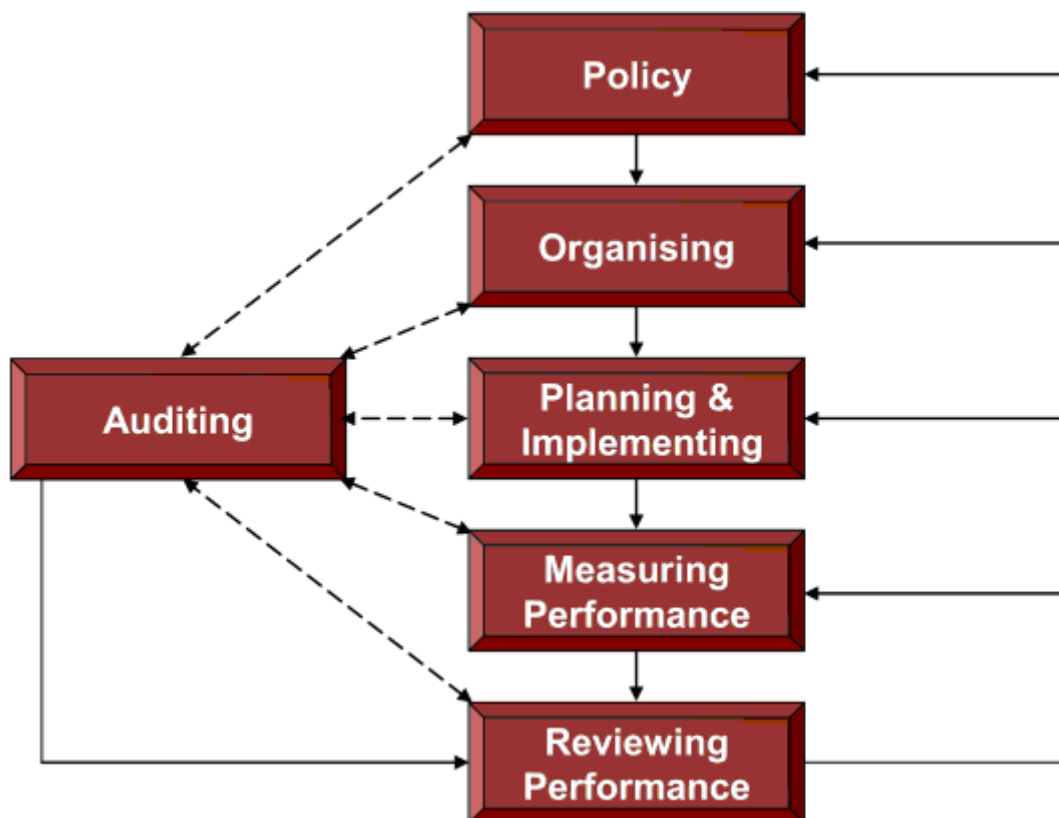 Policy
Organising
Auditing
Planning &
Implementing
Measuring
Performance
Reviewing
Performance